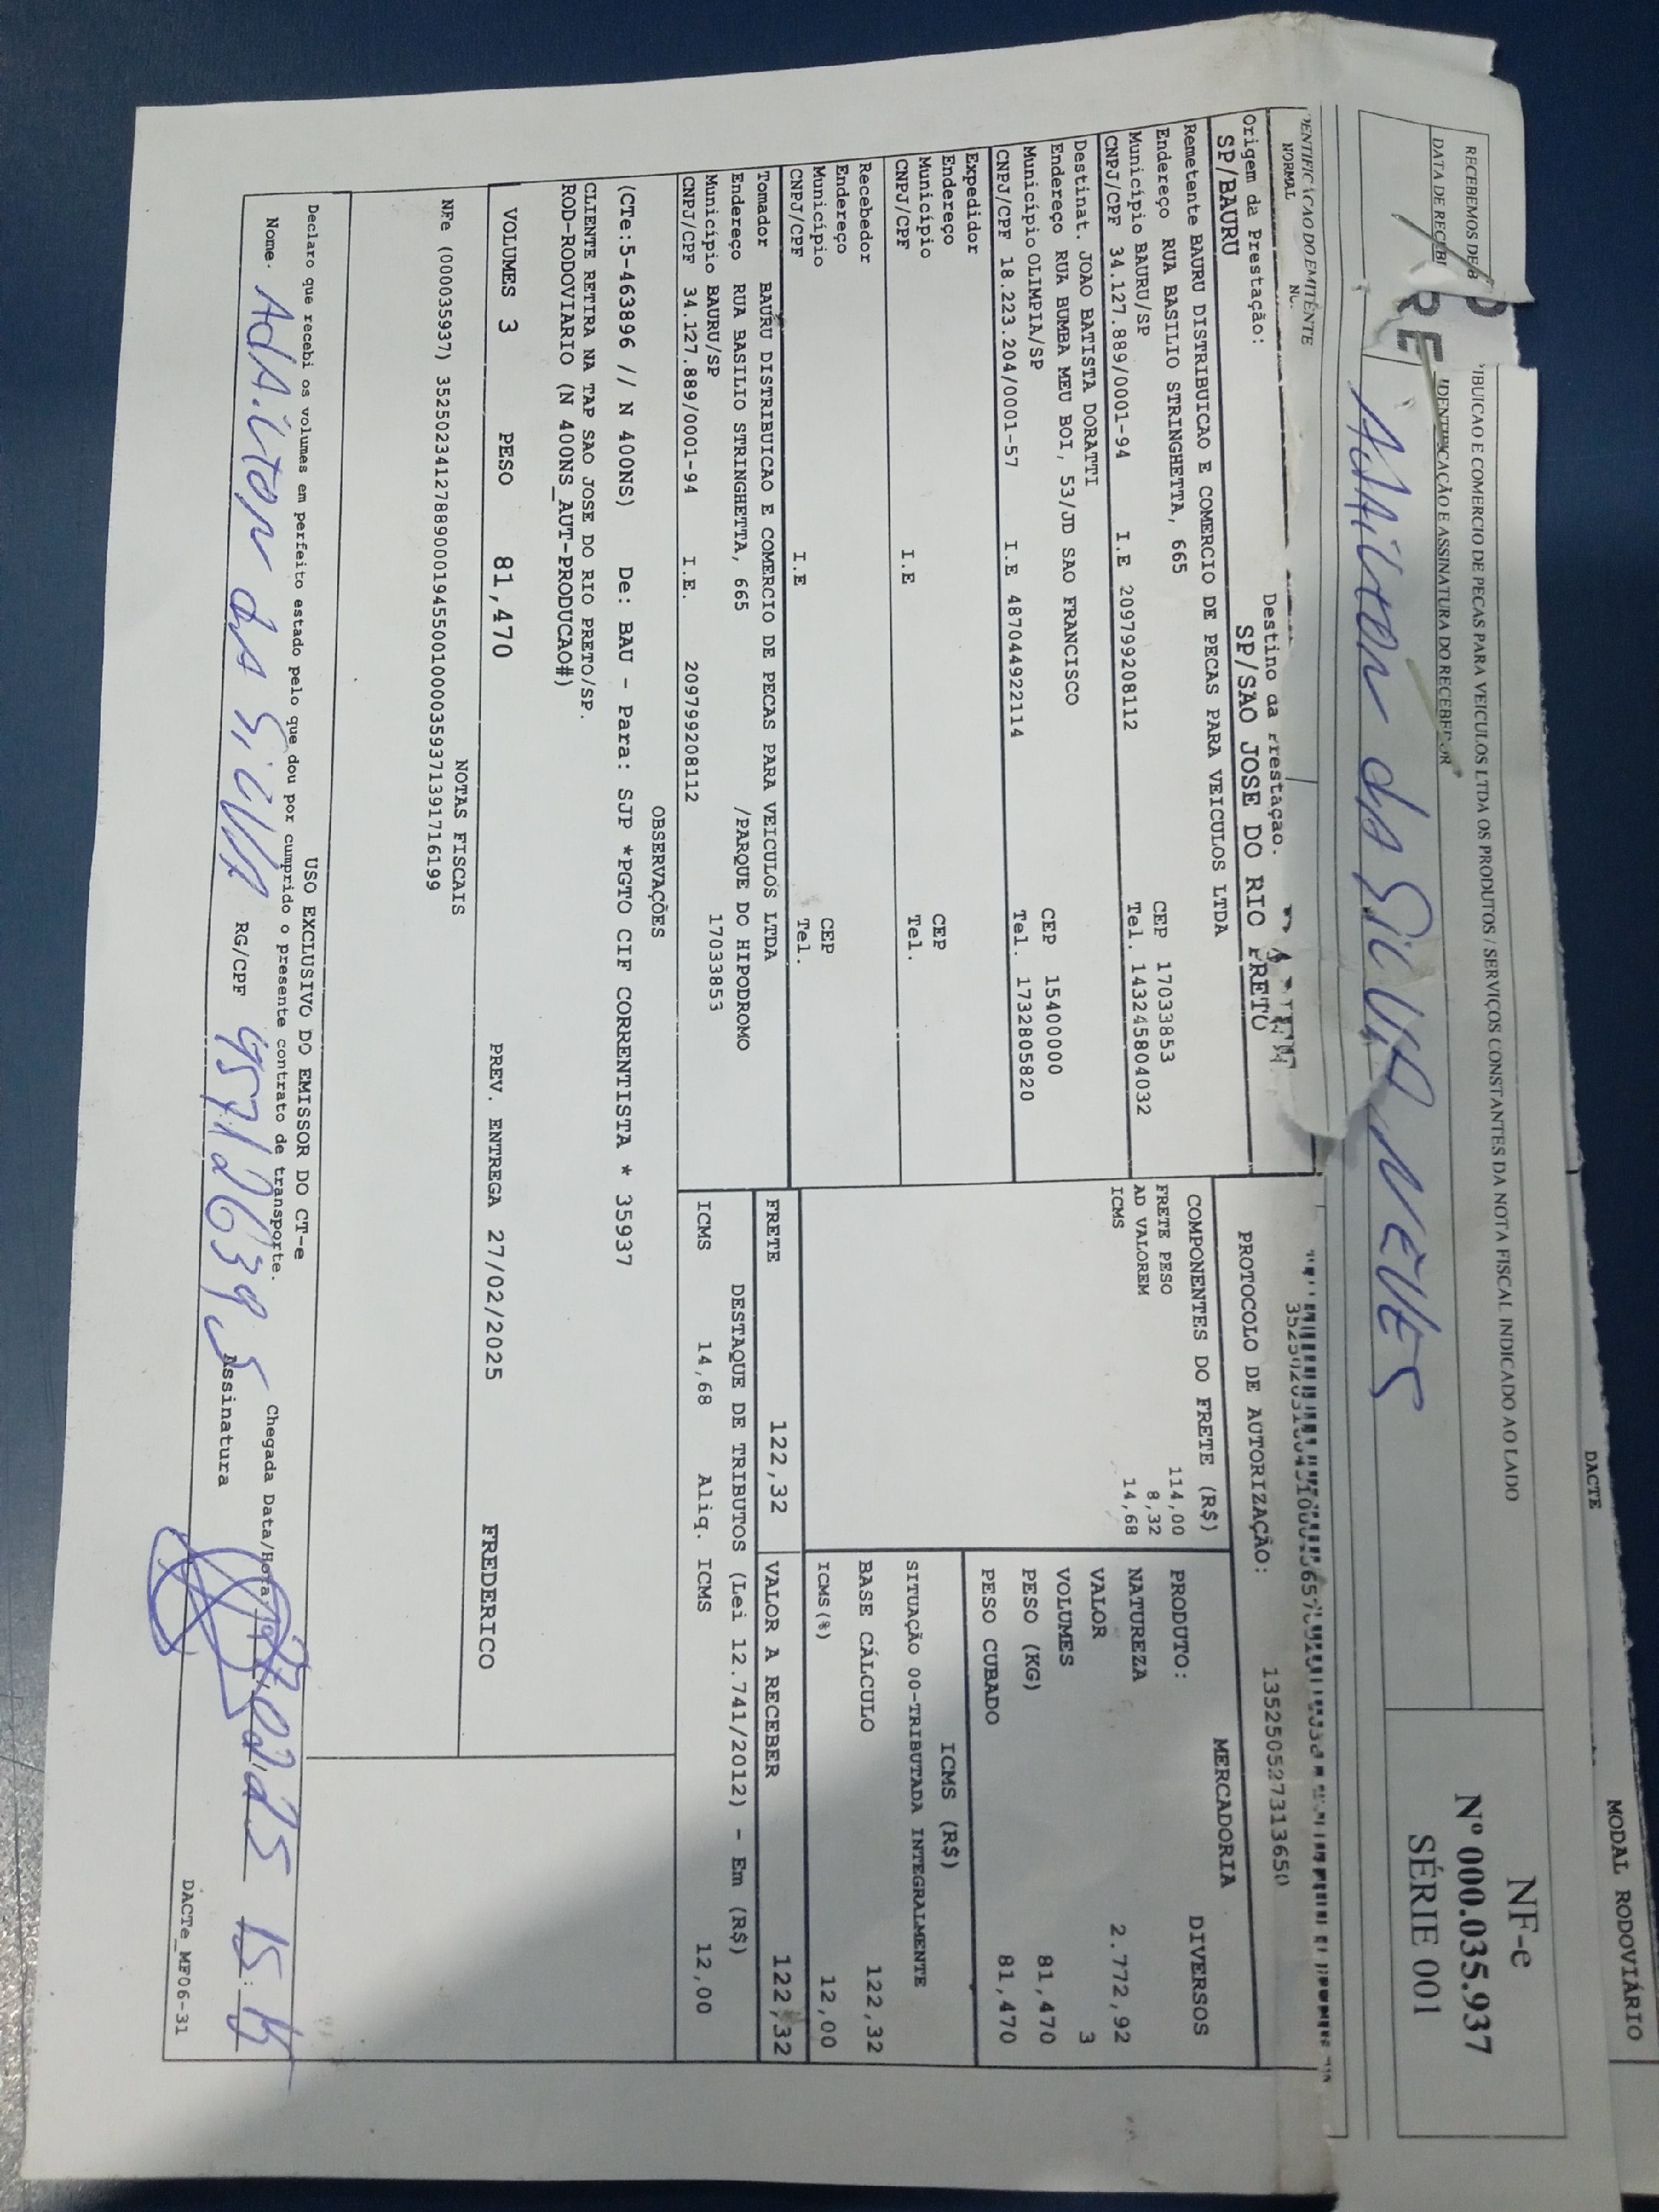 DACTE
MODAL RODOVIÁRIO
RECEBEMOS DE B
IBUICAO E COMERCIO DE PECAS PARA VEICULOS LTDA OS PRODUTOS / SERVIÇOS CONSTANTES DA NOTA FISCAL INDICADO AO LADO
DATA DE RECEBI
IDENTIFICAÇÃO E ASSINATURA DO RECEBEDOR
AdAilton dA SilVA NEVES
NF-e
Nº 000.035.937
SÉRIE 001
IDENTIFICACAO DO EMITENTE
NORMAL
Origem da Prestação:
SP/BAURU
Destino da Prestação.
SP/SAO JOSE DO RIO PRETO
PROTOCOLO DE AUTORIZAÇÃO:
135250527313650
Remetente BAURU DISTRIBUICAO E COMERCIO DE PECAS PARA VEICULOS LTDA
Endereço RUA BASILIO STRINGHETTA, 665 CEP 17033853
Município BAURU/SP Tel. 143245804032
CNPJ/CPF 34.127.889/0001-94 I.E 209799208112
Destinat. JOAO BATISTA DORATTI
Endereço RUA BUMBA MEU BOI, 53/JD SAO FRANCISCO CEP 15400000
Município OLIMPIA/SP Tel. 1732805820
CNPJ/CPF 18.223.204/0001-57 I.E 487044922114
Expedidor
Endereço CEP
Município Tel.
CNPJ/CPF I.E
Recebedor
Endereço CEP
Município Tel.
CNPJ/CPF I.E
COMPONENTES DO FRETE (R$)
FRETE PESO 114,00
AD VALOREM 8,32
ICMS 14,68
MERCADORIA
PRODUTO: DIVERSOS
NATUREZA
VALOR 2.772,92
VOLUMES 3
PESO (KG) 81,470
PESO CUBADO 81,470
ICMS (R$)
SITUAÇÃO 00-TRIBUTADA INTEGRALMENTE
BASE CÁLCULO 122,32
ICMS(%) 12,00
Tomador BAURU DISTRIBUICAO E COMERCIO DE PECAS PARA VEICULOS LTDA
Endereço RUA BASILIO STRINGHETTA, 665 /PARQUE DO HIPODROMO
Município BAURU/SP 17033853
CNPJ/CPF 34.127.889/0001-94 I.E. 209799208112
FRETE 122,32 VALOR A RECEBER 122,32
DESTAQUE DE TRIBUTOS (Lei 12.741/2012) - Em (R$)
ICMS 14,68 Aliq. ICMS 12,00
OBSERVAÇÕES
(CTe:5-463896 // N 400NS) De: BAU - Para: SJP *PGTO CIF CORRENTISTA * 35937
CLIENTE RETIRA NA TAP SAO JOSE DO RIO PRETO/SP.
ROD-RODOVIARIO (N 400NS_AUT-PRODUCAO#)
VOLUMES 3 PESO 81,470 PREV. ENTREGA 27/02/2025 FREDERICO
NOTAS FISCAIS
NFe (000035937) 35250234127889000194550010000359371391716199
USO EXCLUSIVO DO EMISSOR DO CT-e
Declaro que recebi os volumes em perfeito estado pelo que dou por cumprido o presente contrato de transporte.
Chegada Data/Hora
Nome. AdAilton dA SilVA RG/CPF Assinatura
DACTe_MF06-31